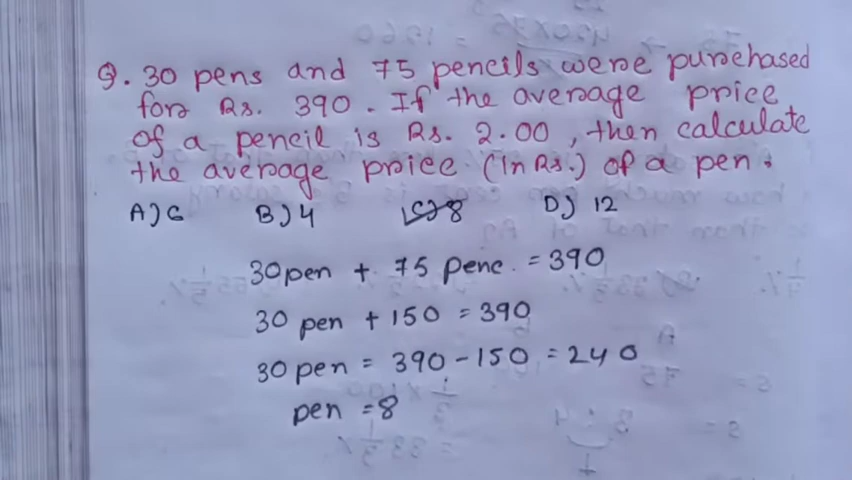 Q. 30 pens and 75 pencils were purchased
for Rs. 390. If the average price
of a pencil is Rs. 2.00, then calculate
the average price (in Rs.) of a pen.
A) 6 B) 4 C) 8 D) 12
30 pen + 75 penc. = 390
30 pen + 150 = 390
30 pen = 390 - 150 = 240
pen = 8